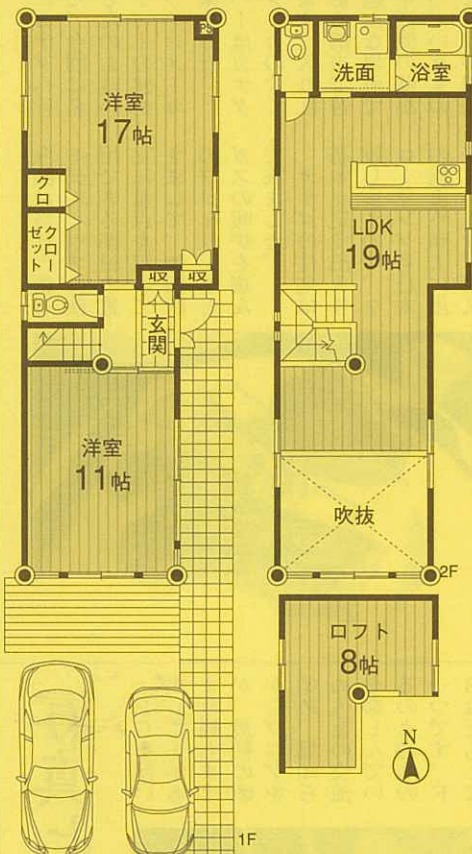 洋室
17帖
クロ
クローゼット
収
収
玄関
洋室
11帖
1F
洗面
浴室
LDK
19帖
吹抜
2F
ロフト
8帖
N